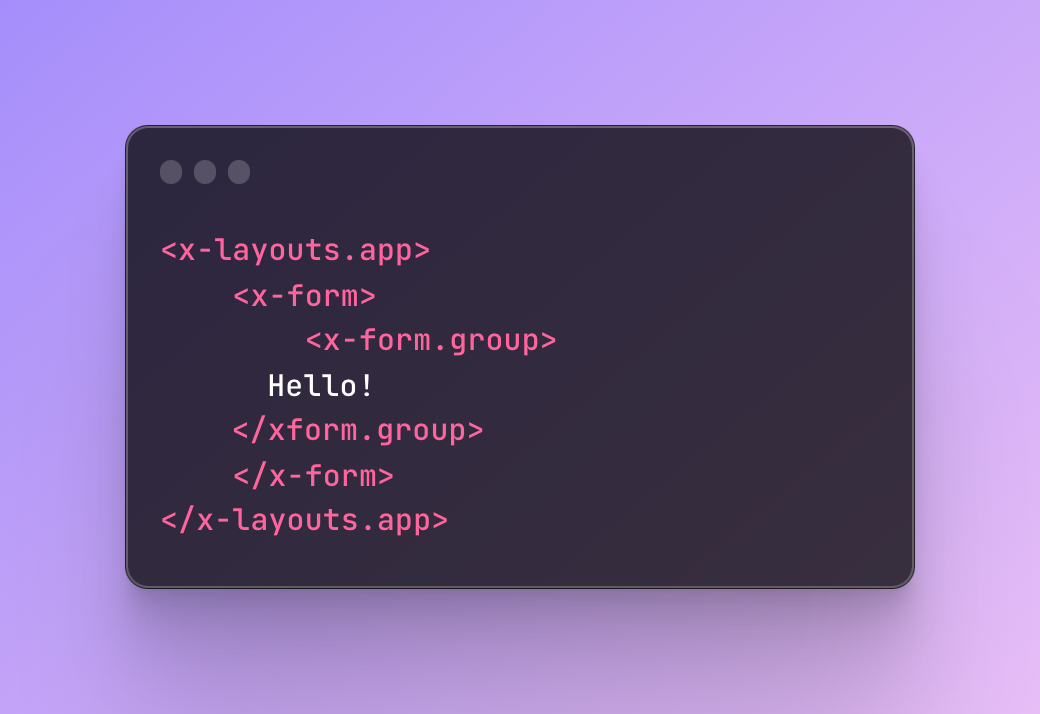 <x-layouts.app>
    <x-form>
        <x-form.group>
      Hello!
    </xform.group>
    </x-form>
</x-layouts.app>